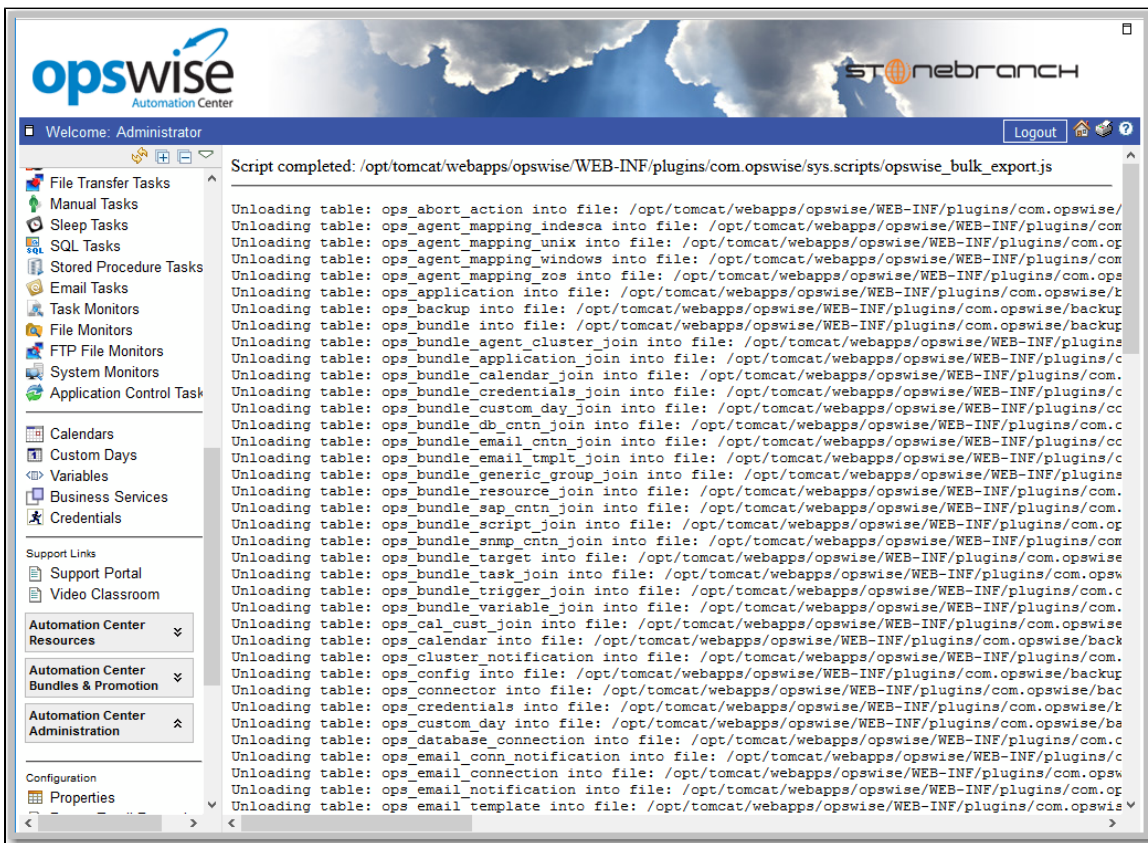 opswise
Automation Center
STONEBRANCH
Welcome: Administrator
Logout
File Transfer Tasks
Manual Tasks
Sleep Tasks
SQL Tasks
Stored Procedure Tasks
Email Tasks
Task Monitors
File Monitors
FTP File Monitors
System Monitors
Application Control Task
Calendars
Custom Days
Variables
Business Services
Credentials
Support Links
Support Portal
Video Classroom
Automation Center
Resources
Automation Center
Bundles & Promotion
Automation Center
Administration
Configuration
Properties
Script completed: /opt/tomcat/webapps/opswise/WEB-INF/plugins/com.opswise/sys.scripts/opswise_bulk_export.js
Unloading table: ops_abort_action into file: /opt/tomcat/webapps/opswise/WEB-INF/plugins/com.opswise/
Unloading table: ops_agent_mapping_indesca into file: /opt/tomcat/webapps/opswise/WEB-INF/plugins/com
Unloading table: ops_agent_mapping_unix into file: /opt/tomcat/webapps/opswise/WEB-INF/plugins/com.op
Unloading table: ops_agent_mapping_windows into file: /opt/tomcat/webapps/opswise/WEB-INF/plugins/com
Unloading table: ops_agent_mapping_zos into file: /opt/tomcat/webapps/opswise/WEB-INF/plugins/com.ops
Unloading table: ops_application into file: /opt/tomcat/webapps/opswise/WEB-INF/plugins/com.opswise/b
Unloading table: ops_backup into file: /opt/tomcat/webapps/opswise/WEB-INF/plugins/com.opswise/backup
Unloading table: ops_bundle into file: /opt/tomcat/webapps/opswise/WEB-INF/plugins/com.opswise/backup
Unloading table: ops_bundle_agent_cluster_join into file: /opt/tomcat/webapps/opswise/WEB-INF/plugins
Unloading table: ops_bundle_application_join into file: /opt/tomcat/webapps/opswise/WEB-INF/plugins/c
Unloading table: ops_bundle_calendar_join into file: /opt/tomcat/webapps/opswise/WEB-INF/plugins/com.
Unloading table: ops_bundle_credentials_join into file: /opt/tomcat/webapps/opswise/WEB-INF/plugins/c
Unloading table: ops_bundle_custom_day_join into file: /opt/tomcat/webapps/opswise/WEB-INF/plugins/co
Unloading table: ops_bundle_db_cntn_join into file: /opt/tomcat/webapps/opswise/WEB-INF/plugins/com.o
Unloading table: ops_bundle_email_cntn_join into file: /opt/tomcat/webapps/opswise/WEB-INF/plugins/co
Unloading table: ops_bundle_email_tmplt_join into file: /opt/tomcat/webapps/opswise/WEB-INF/plugins/c
Unloading table: ops_bundle_generic_group_join into file: /opt/tomcat/webapps/opswise/WEB-INF/plugins
Unloading table: ops_bundle_resource_join into file: /opt/tomcat/webapps/opswise/WEB-INF/plugins/com.
Unloading table: ops_bundle_sap_cntn_join into file: /opt/tomcat/webapps/opswise/WEB-INF/plugins/com.
Unloading table: ops_bundle_script_join into file: /opt/tomcat/webapps/opswise/WEB-INF/plugins/com.op
Unloading table: ops_bundle_snmp_cntn_join into file: /opt/tomcat/webapps/opswise/WEB-INF/plugins/com
Unloading table: ops_bundle_target into file: /opt/tomcat/webapps/opswise/WEB-INF/plugins/com.opswise
Unloading table: ops_bundle_task_join into file: /opt/tomcat/webapps/opswise/WEB-INF/plugins/com.opsw
Unloading table: ops_bundle_trigger_join into file: /opt/tomcat/webapps/opswise/WEB-INF/plugins/com.o
Unloading table: ops_bundle_variable_join into file: /opt/tomcat/webapps/opswise/WEB-INF/plugins/com.
Unloading table: ops_cal_cust_join into file: /opt/tomcat/webapps/opswise/WEB-INF/plugins/com.opswise
Unloading table: ops_calendar into file: /opt/tomcat/webapps/opswise/WEB-INF/plugins/com.opswise/back
Unloading table: ops_cluster_notification into file: /opt/tomcat/webapps/opswise/WEB-INF/plugins/com.
Unloading table: ops_config into file: /opt/tomcat/webapps/opswise/WEB-INF/plugins/com.opswise/backup
Unloading table: ops_connector into file: /opt/tomcat/webapps/opswise/WEB-INF/plugins/com.opswise/bac
Unloading table: ops_credentials into file: /opt/tomcat/webapps/opswise/WEB-INF/plugins/com.opswise/b
Unloading table: ops_custom_day into file: /opt/tomcat/webapps/opswise/WEB-INF/plugins/com.opswise/ba
Unloading table: ops_database_connection into file: /opt/tomcat/webapps/opswise/WEB-INF/plugins/com.o
Unloading table: ops_email_conn_notification into file: /opt/tomcat/webapps/opswise/WEB-INF/plugins/c
Unloading table: ops_email_connection into file: /opt/tomcat/webapps/opswise/WEB-INF/plugins/com.opsw
Unloading table: ops_email_notification into file: /opt/tomcat/webapps/opswise/WEB-INF/plugins/com.op
Unloading table: ops_email_template into file: /opt/tomcat/webapps/opswise/WEB-INF/plugins/com.opswis